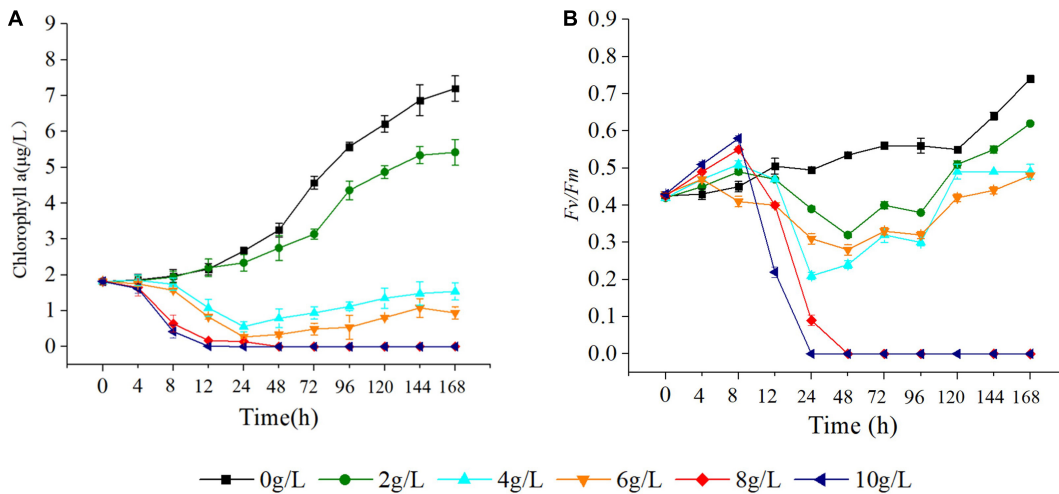 A
B
Chlorophyll a(μg/L)
9
8
7
6
5
4
3
2
1
0
0 4 8 12 24 48 72 96 120 144 168
Time(h)
Fv/Fm
0.9
0.8
0.7
0.6
0.5
0.4
0.3
0.2
0.1
0.0
0 4 8 12 24 48 72 96 120 144 168
Time (h)
0g/L 2g/L 4g/L 6g/L 8g/L 10g/L